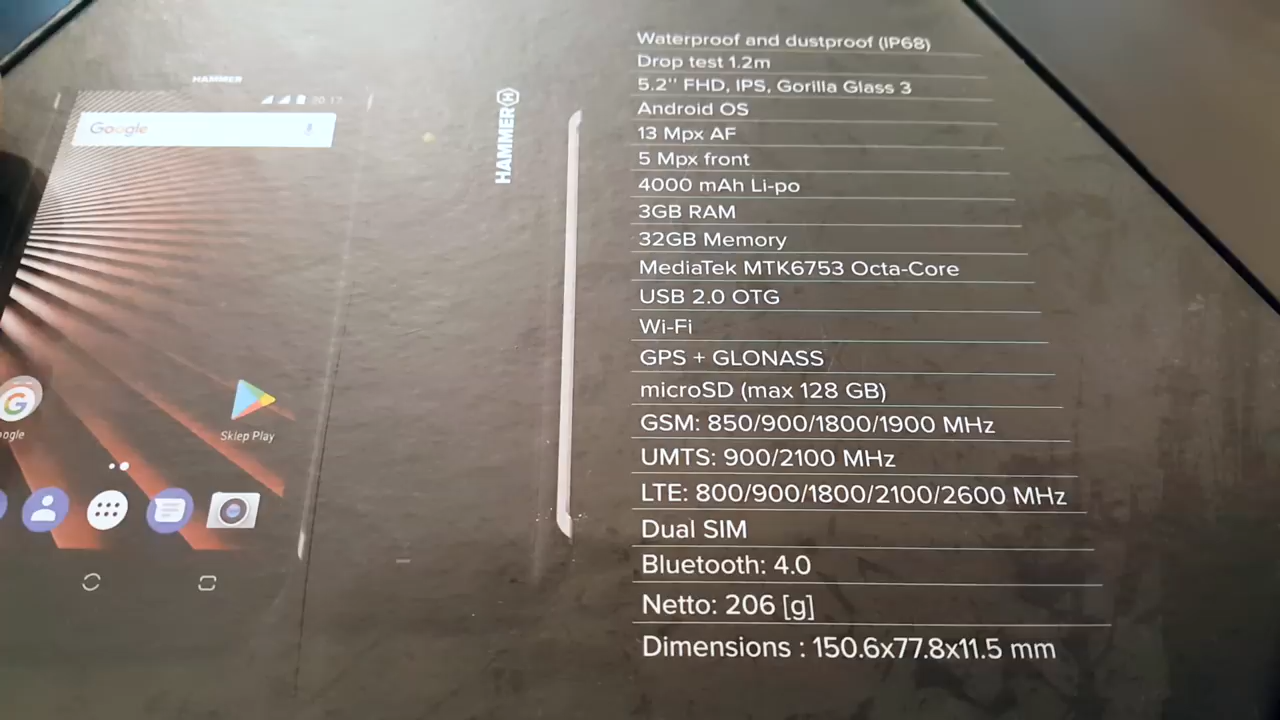 HAMMER
20:17
Google
ogle
Sklep Play
HAMMER
Waterproof and dustproof (IP68)
Drop test 1.2m
5.2'' FHD, IPS, Gorilla Glass 3
Android OS
13 Mpx AF
5 Mpx front
4000 mAh Li-po
3GB RAM
32GB Memory
MediaTek MTK6753 Octa-Core
USB 2.0 OTG
Wi-Fi
GPS + GLONASS
microSD (max 128 GB)
GSM: 850/900/1800/1900 MHz
UMTS: 900/2100 MHz
LTE: 800/900/1800/2100/2600 MHz
Dual SIM
Bluetooth: 4.0
Netto: 206 [g]
Dimensions : 150.6x77.8x11.5 mm